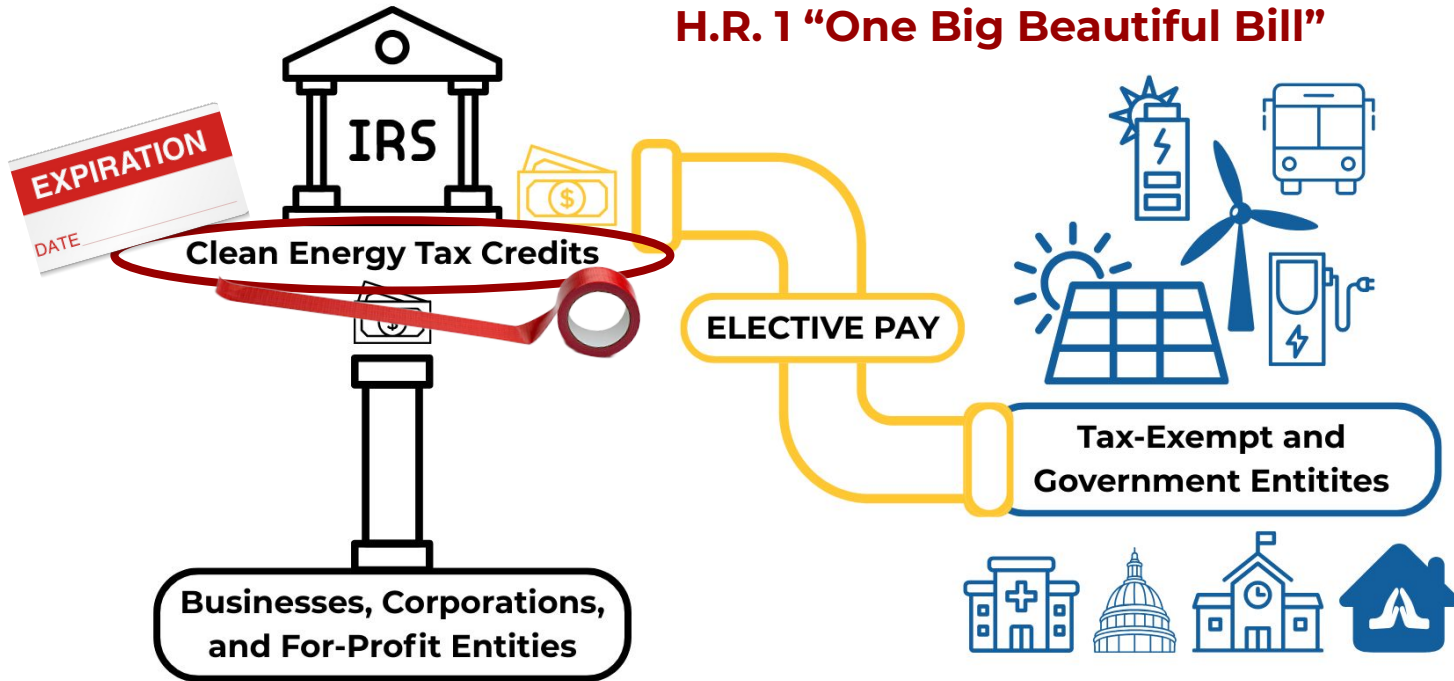 H.R. 1 “One Big Beautiful Bill”
IRS
EXPIRATION
DATE
$
Clean Energy Tax Credits
$
ELECTIVE PAY
Tax-Exempt and
Government Entitites
Businesses, Corporations,
and For-Profit Entities